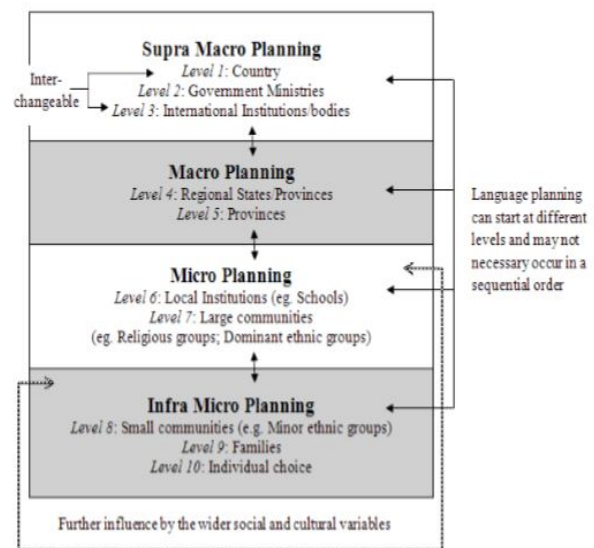 Supra Macro Planning
Level 1: Country
Level 2: Government Ministries
Level 3: International Institutions/bodies
Inter-
changeable
Macro Planning
Level 4: Regional States/Provinces
Level 5: Provinces
Language planning
can start at different
levels and may not
necessary occur in a
sequential order
Micro Planning
Level 6: Local Institutions (eg. Schools)
Level 7: Large communities
(eg. Religious groups; Dominant ethnic groups)
Infra Micro Planning
Level 8: Small communities (e.g. Minor ethnic groups)
Level 9: Families
Level 10: Individual choice
Further influence by the wider social and cultural variables